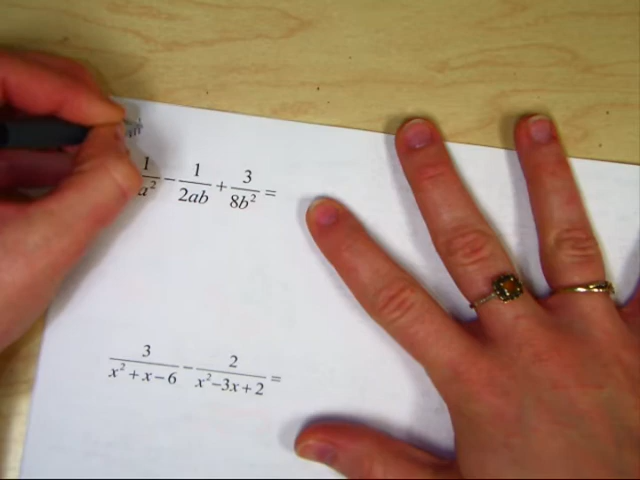 1/a² − 1/2ab + 3/8b² =
3/x²+x−6 − 2/x²−3x+2 =